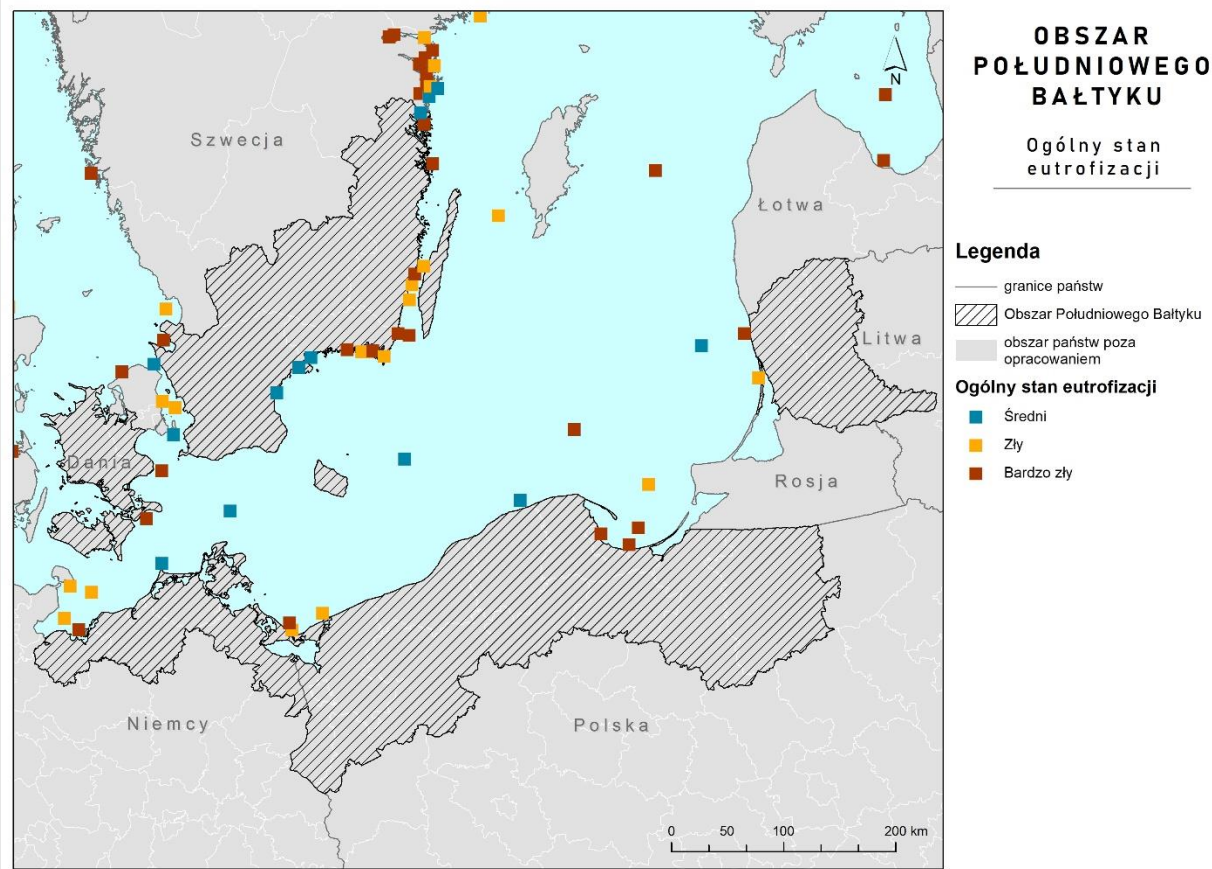 OBSZAR
POŁUDNIOWEGO
BAŁTYKU
Ogólny stan
eutrofizacji
N
Szwecja
Łotwa
Litwa
Dania
Rosja
Niemcy
Polska
0 50 100 200 km
Legenda
granice państw
Obszar Południowego Bałtyku
obszar państw poza
opracowaniem
Ogólny stan eutrofizacji
Średni
Zły
Bardzo zły